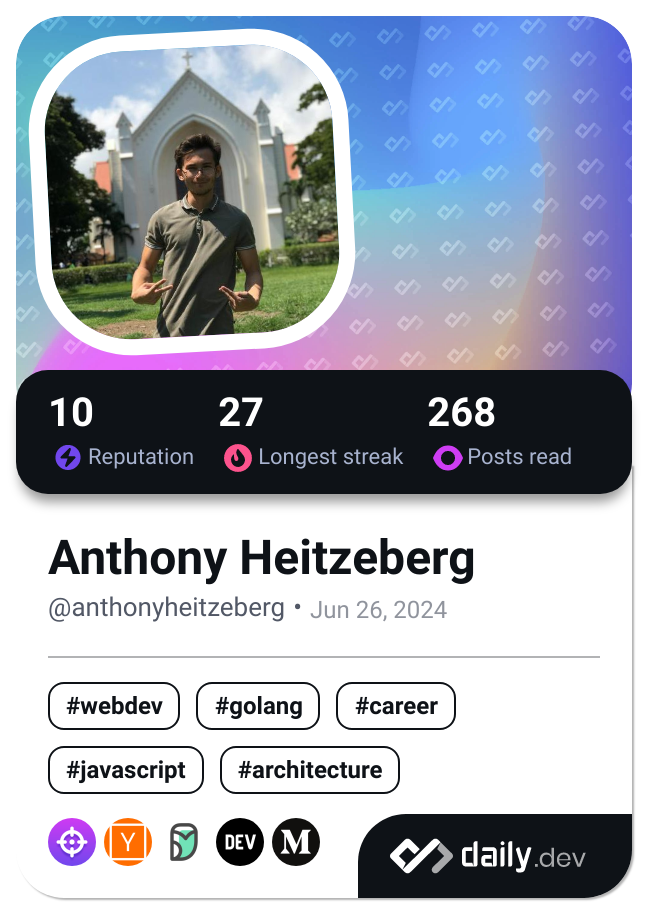 10 27 268
Reputation Longest streak Posts read
Anthony Heitzeberg
@anthonyheitzeberg • Jun 26, 2024
#webdev #golang #career
#javascript #architecture
Y DEV M
daily.dev